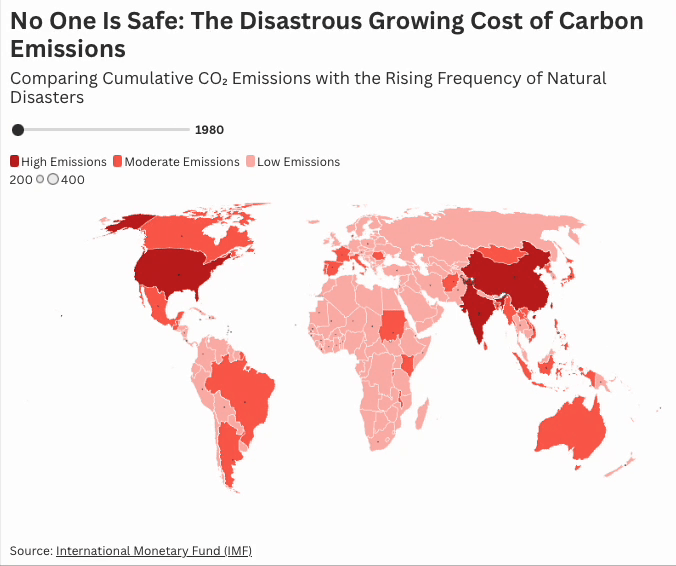 No One Is Safe: The Disastrous Growing Cost of Carbon
Emissions
Comparing Cumulative CO₂ Emissions with the Rising Frequency of Natural
Disasters
1980
High Emissions Moderate Emissions Low Emissions
200 400
Source: International Monetary Fund (IMF)